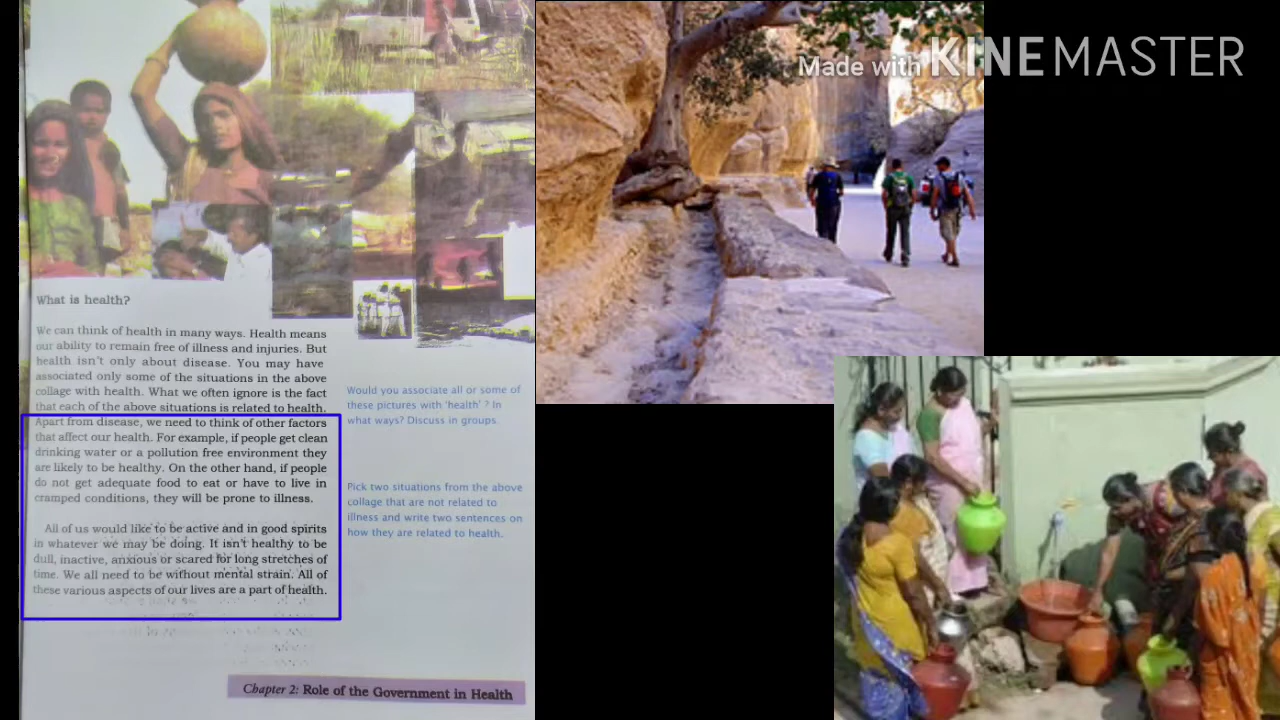 Made with KINEMASTER
What is health?
We can think of health in many ways. Health means
our ability to remain free of illness and injuries. But
health isn't only about disease. You may have
associated only some of the situations in the above
collage with health. What we often ignore is the fact
that each of the above situations is related to health.
Apart from disease, we need to think of other factors
that affect our health. For example, if people get clean
drinking water or a pollution free environment they
are likely to be healthy. On the other hand, if people
do not get adequate food to eat or have to live in
cramped conditions, they will be prone to illness.
All of us would like to be active and in good spirits
in whatever we may be doing. It isn't healthy to be
dull, inactive, anxious or scared for long stretches of
time. We all need to be without mental strain. All of
these various aspects of our lives are a part of health.
Would you associate all or some of
these pictures with 'health' ? In
what ways? Discuss in groups.
Pick two situations from the above
collage that are not related to
illness and write two sentences on
how they are related to health.
Chapter 2: Role of the Government in Health